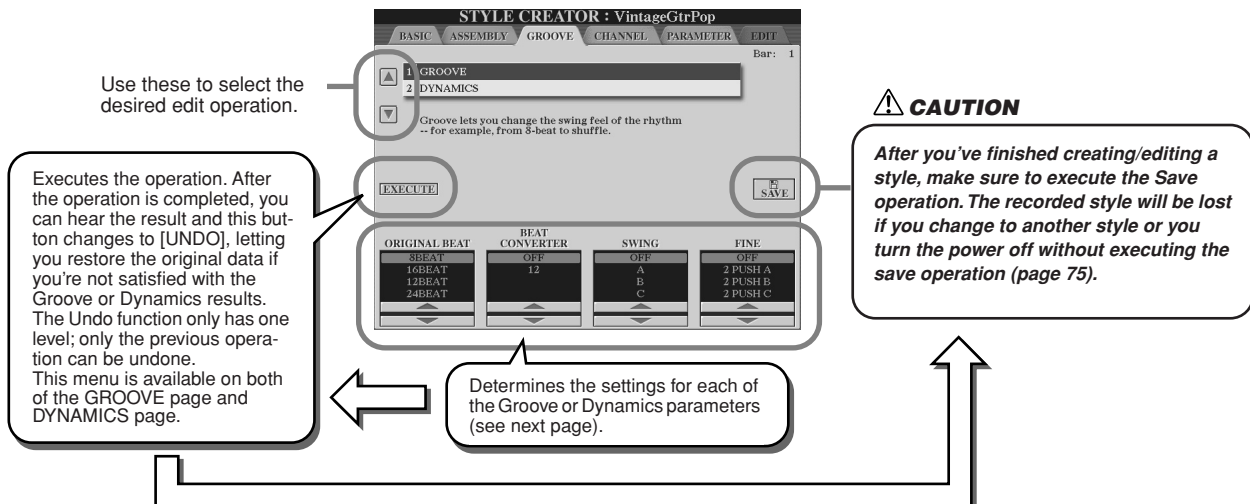 STYLE CREATOR : VintageGtrPop
BASIC ASSEMBLY GROOVE CHANNEL PARAMETER EDIT
Bar: 1
1 GROOVE
2 DYNAMICS
Groove lets you change the swing feel of the rhythm
-- for example, from 8-beat to shuffle.
EXECUTE
SAVE
ORIGINAL BEAT
8BEAT
16BEAT
12BEAT
24BEAT
BEAT
CONVERTER
OFF
12
SWING
OFF
A
B
C
FINE
OFF
2 PUSH A
2 PUSH B
2 PUSH C
Use these to select the
desired edit operation.
Executes the operation. After
the operation is completed, you
can hear the result and this but-
ton changes to [UNDO], letting
you restore the original data if
you're not satisfied with the
Groove or Dynamics results.
The Undo function only has one
level; only the previous opera-
tion can be undone.
This menu is available on both
of the GROOVE page and
DYNAMICS page.
Determines the settings for each of
the Groove or Dynamics parameters
(see next page).
CAUTION
After you've finished creating/editing a
style, make sure to execute the Save
operation. The recorded style will be lost
if you change to another style or you
turn the power off without executing the
save operation (page 75).